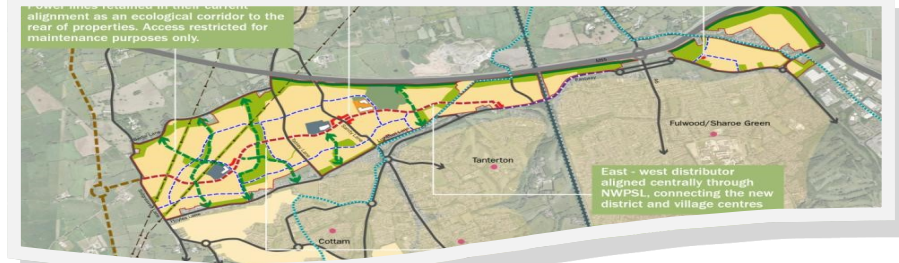 Power lines retained in their current
alignment as an ecological corridor to the
rear of properties. Access restricted for
maintenance purposes only.
M55
Fulwood/Sharoe Green
Tanterton
East - west distributor
aligned centrally through
NWPSL, connecting the new
district and village centres
Cottam